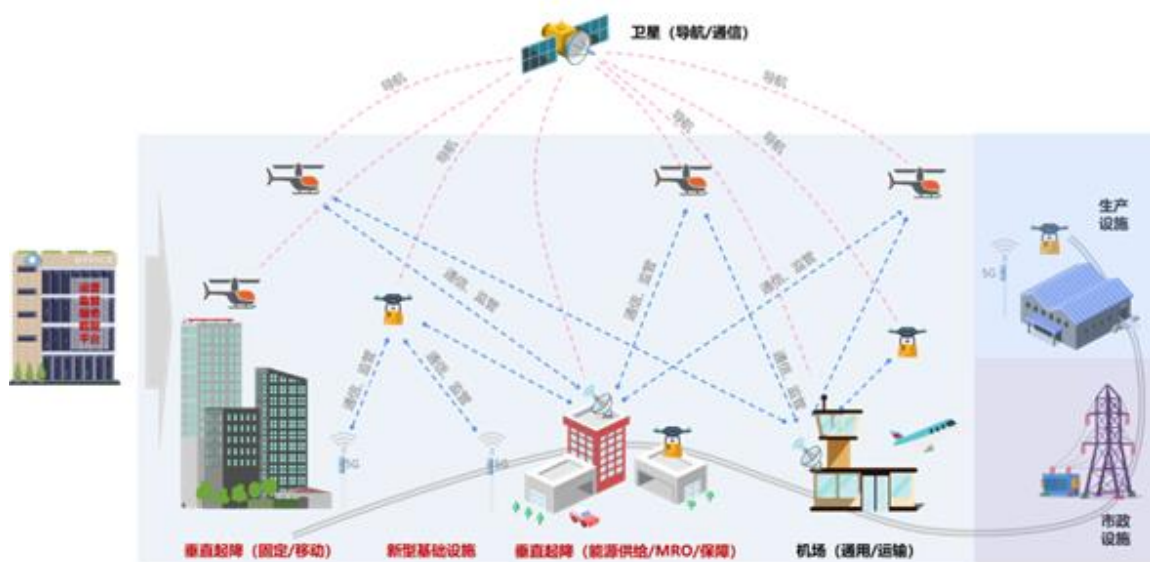 卫星（导航/通信）
导航
导航
导航
导航
导航
生产
设施
5G
通信、监管
通信、监管
通信、监管
通信、监管
通信、监管
通信、监管
5G
5G
市政
设施
垂直起降（固定/移动）
新型基础设施
垂直起降（能源供给/MRO/保障）
机场（通用/运输）